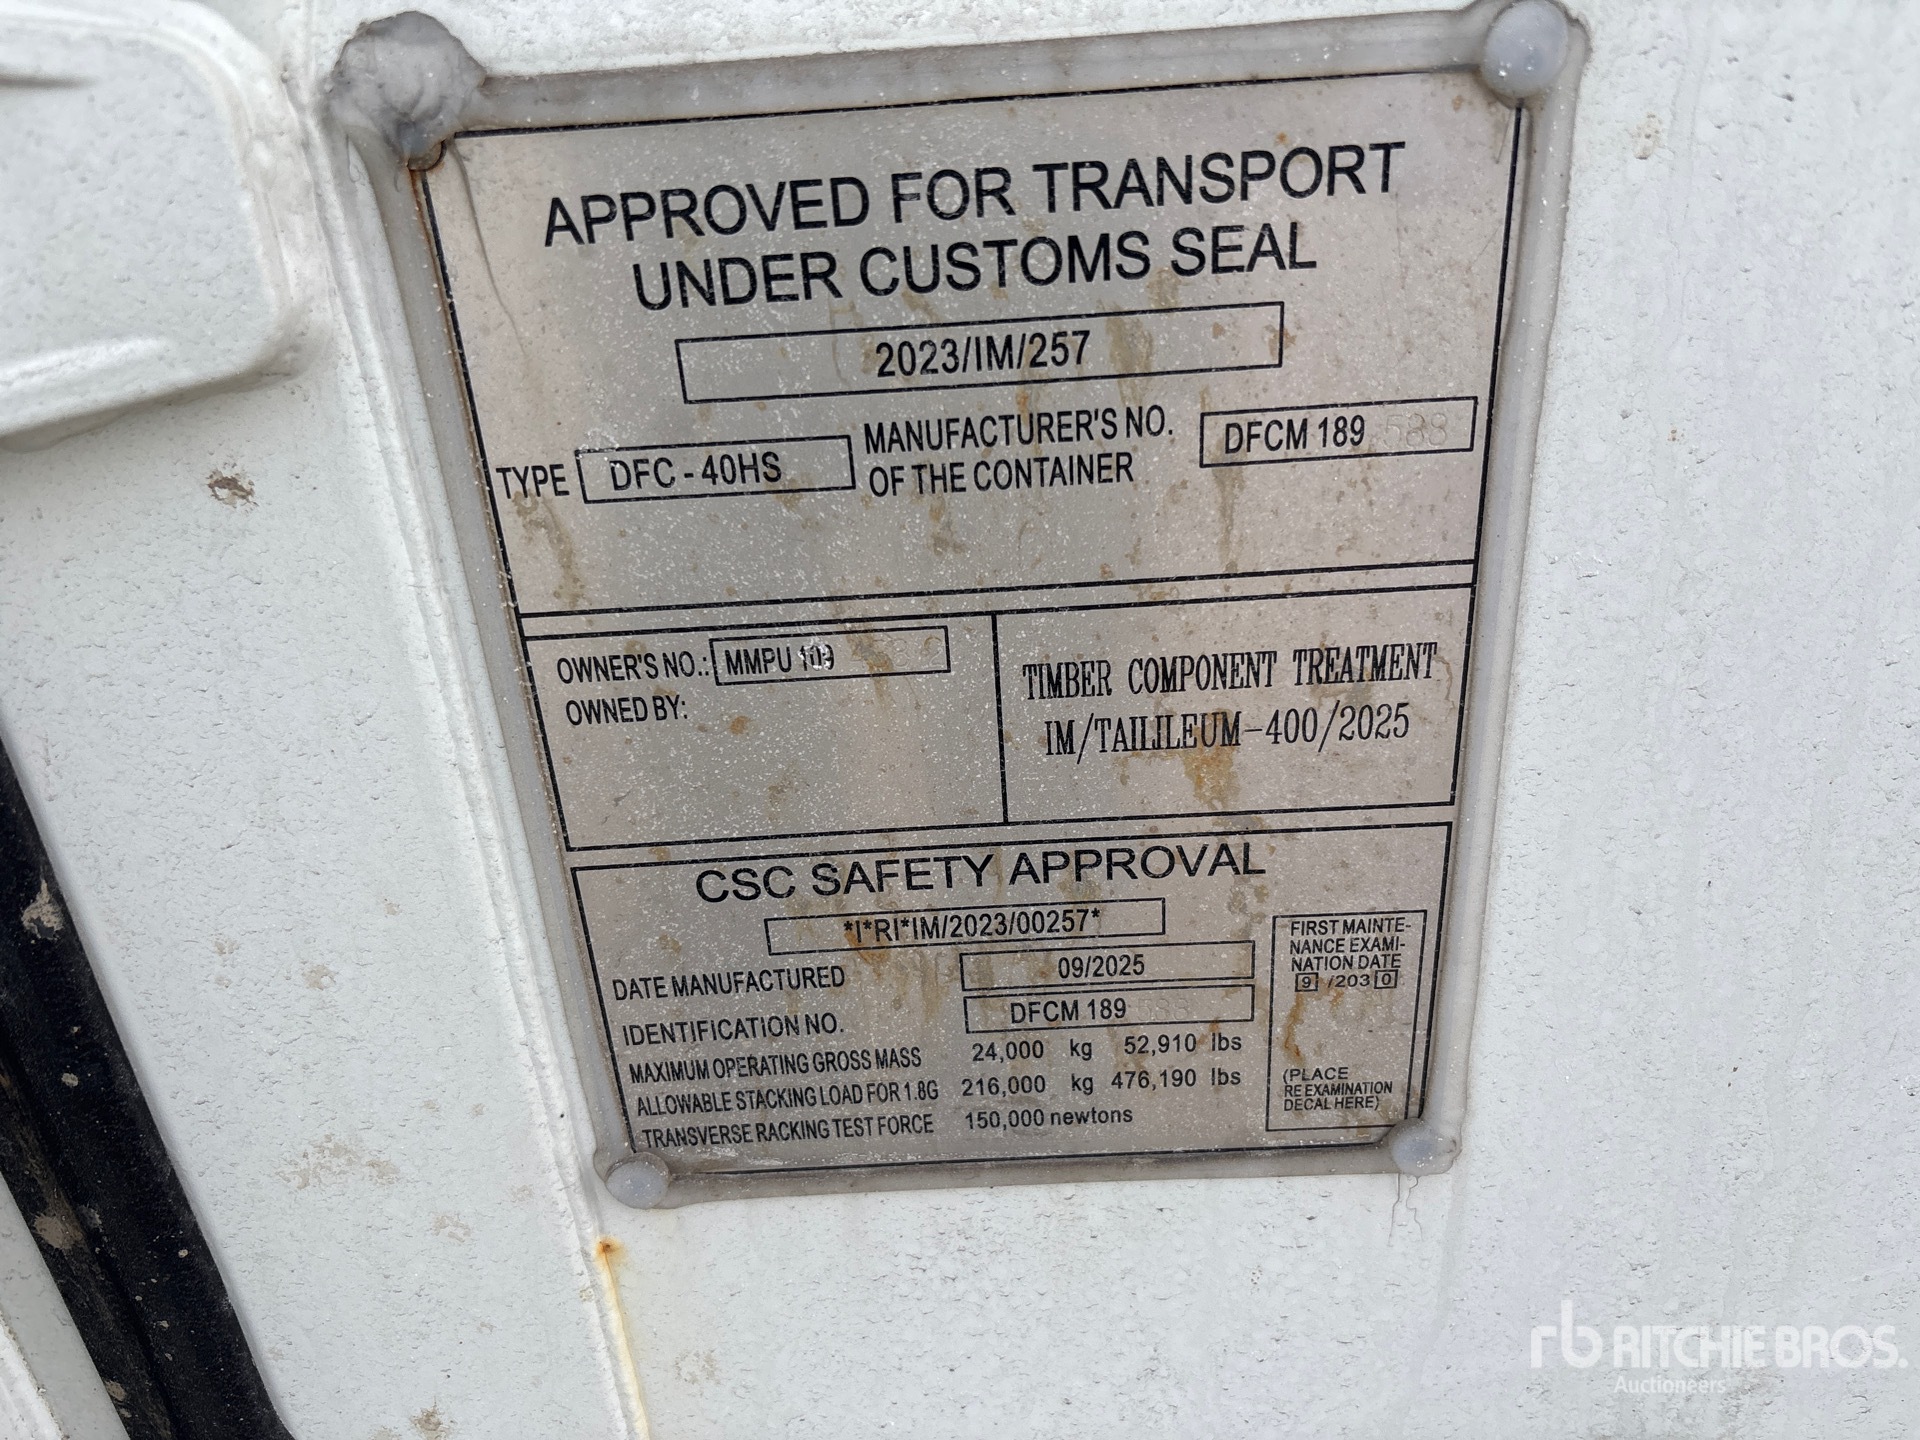 APPROVED FOR TRANSPORT
UNDER CUSTOMS SEAL
2023/IM/257
TYPE DFC - 40HS
MANUFACTURER'S NO.
OF THE CONTAINER
DFCM 189 588
OWNER'S NO.: MMPU 109
OWNED BY:
TIMBER COMPONENT TREATMENT
IM/TAILILEUM-400/2025
CSC SAFETY APPROVAL
*I*RI*IM/2023/00257*
DATE MANUFACTURED 09/2025
IDENTIFICATION NO. DFCM 189 588
MAXIMUM OPERATING GROSS MASS 24,000 kg 52,910 lbs
ALLOWABLE STACKING LOAD FOR 1.8G 216,000 kg 476,190 lbs
TRANSVERSE RACKING TEST FORCE 150,000 newtons
FIRST MAINTE-
NANCE EXAMI-
NATION DATE
9 /203 0
(PLACE
RE EXAMINATION
DECAL HERE)
rb RITCHIE BROS.
Auctioneers